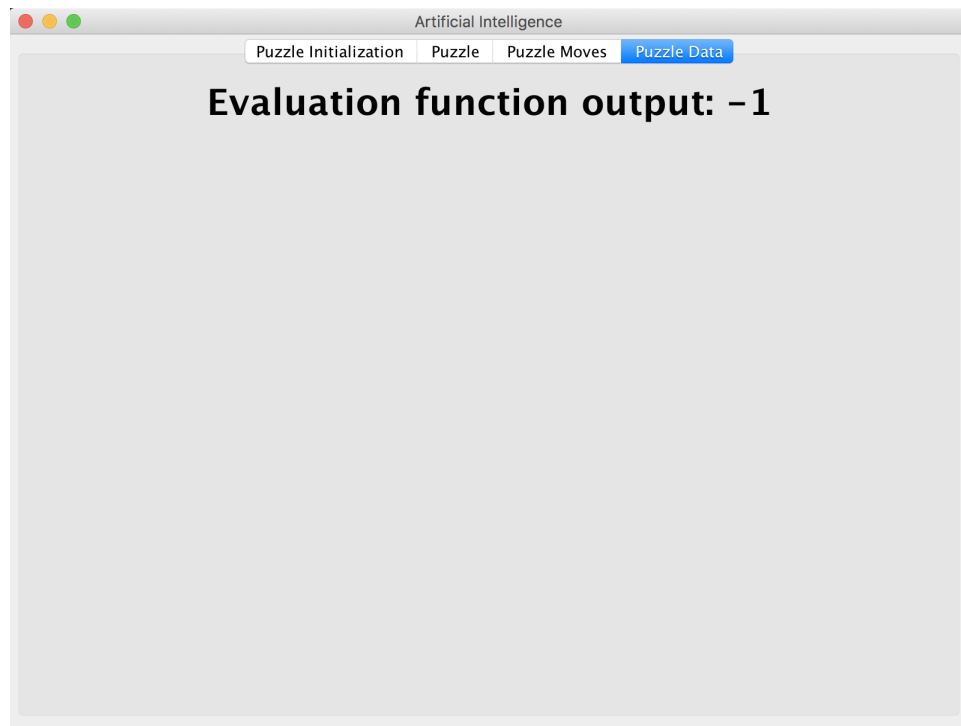 Artificial Intelligence
Puzzle Initialization Puzzle Puzzle Moves Puzzle Data
Evaluation function output: -1